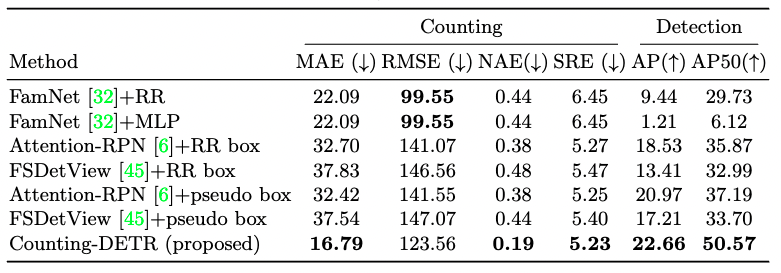 Counting Detection
Method MAE (↓) RMSE (↓) NAE(↓) SRE (↓) AP(↑) AP50(↑)
FamNet [32]+RR 22.09 99.55 0.44 6.45 9.44 29.73
FamNet [32]+MLP 22.09 99.55 0.44 6.45 1.21 6.12
Attention-RPN [6]+RR box 32.70 141.07 0.38 5.27 18.53 35.87
FSDetView [45]+RR box 37.83 146.56 0.48 5.47 13.41 32.99
Attention-RPN [6]+pseudo box 32.42 141.55 0.38 5.25 20.97 37.19
FSDetView [45]+pseudo box 37.54 147.07 0.44 5.40 17.21 33.70
Counting-DETR (proposed) 16.79 123.56 0.19 5.23 22.66 50.57